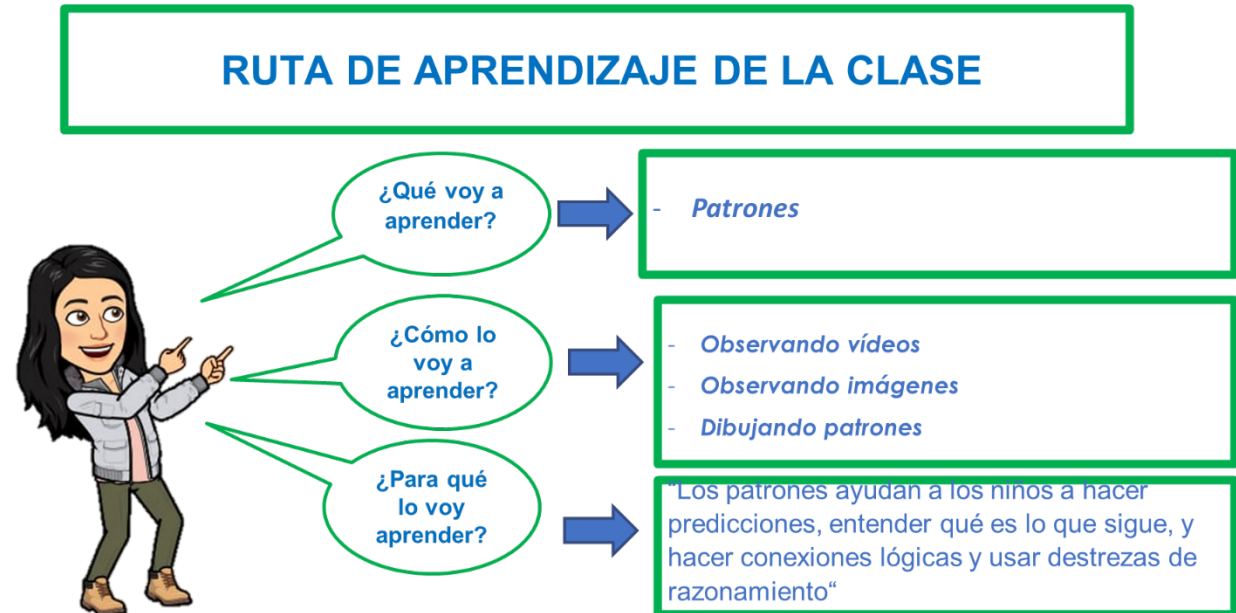 RUTA DE APRENDIZAJE DE LA CLASE
¿Qué voy a
aprender?
- Patrones
¿Cómo lo
voy a
aprender?
- Observando vídeos
- Observando imágenes
- Dibujando patrones
¿Para qué
lo voy
aprender?
"Los patrones ayudan a los niños a hacer
predicciones, entender qué es lo que sigue, y
hacer conexiones lógicas y usar destrezas de
razonamiento"